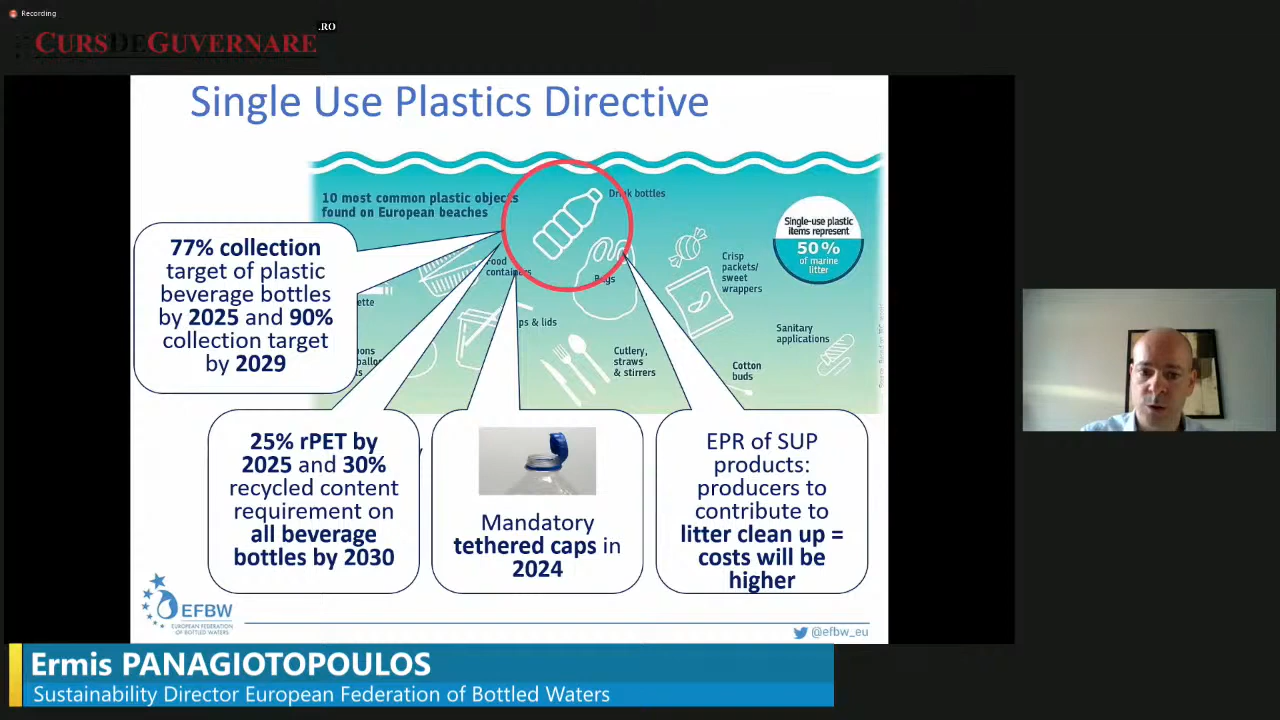 Recording
CURSDEGUVERNARE
.RO
Single Use Plastics Directive
10 most common plastic objects
found on European beaches
Drink bottles
Single-use plastic
items represent
50%
of marine
litter
Food
containers
Bags
Crisp
packets/
sweet
wrappers
ette
ps & lids
Sanitary
applications
Cutlery,
straws
& stirrers
Cotton
buds
77% collection
target of plastic
beverage bottles
by 2025 and 90%
collection target
by 2029
25% rPET by
2025 and 30%
recycled content
requirement on
all beverage
bottles by 2030
Mandatory
tethered caps in
2024
EPR of SUP
products:
producers to
contribute to
litter clean up =
costs will be
higher
EFBW
EUROPEAN FEDERATION
OF BOTTLED WATERS
@efbw_eu
Ermis PANAGIOTOPOULOS
Sustainability Director European Federation of Bottled Waters